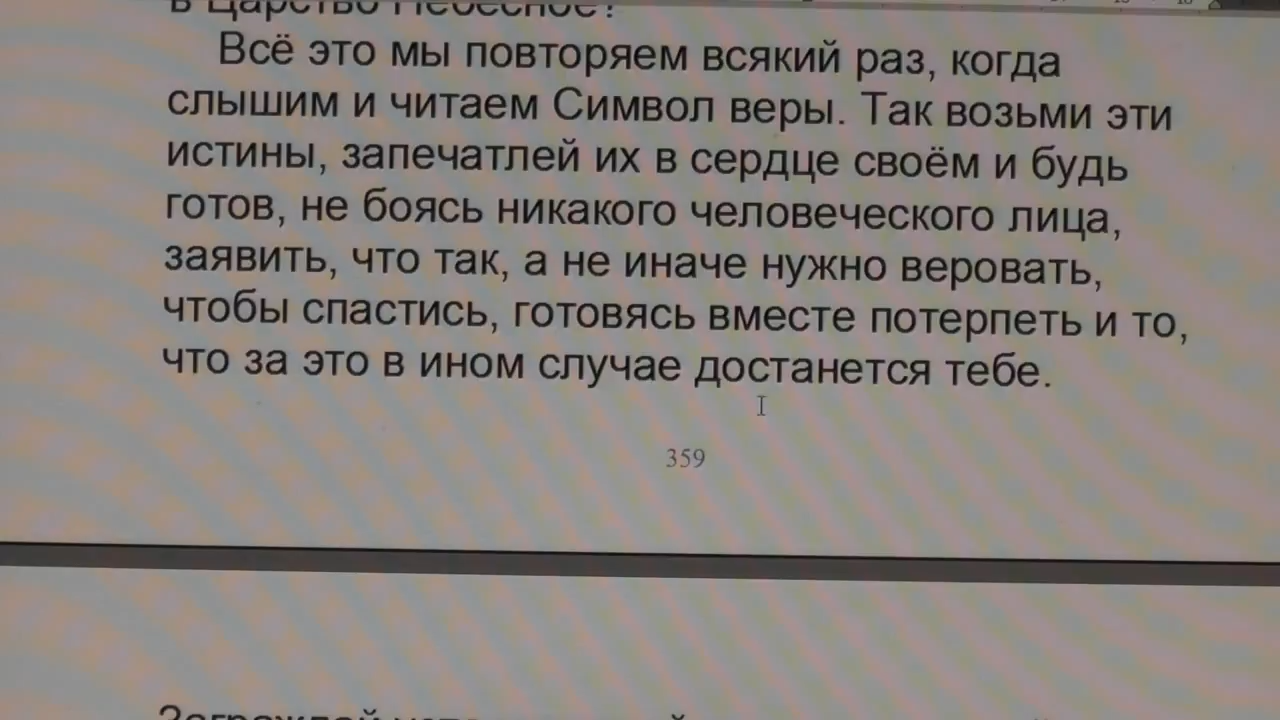 в Царство Небесное?
Всё это мы повторяем всякий раз, когда
слышим и читаем Символ веры. Так возьми эти
истины, запечатлей их в сердце своём и будь
готов, не боясь никакого человеческого лица,
заявить, что так, а не иначе нужно веровать,
чтобы спастись, готовясь вместе потерпеть и то,
что за это в ином случае достанется тебе.
359